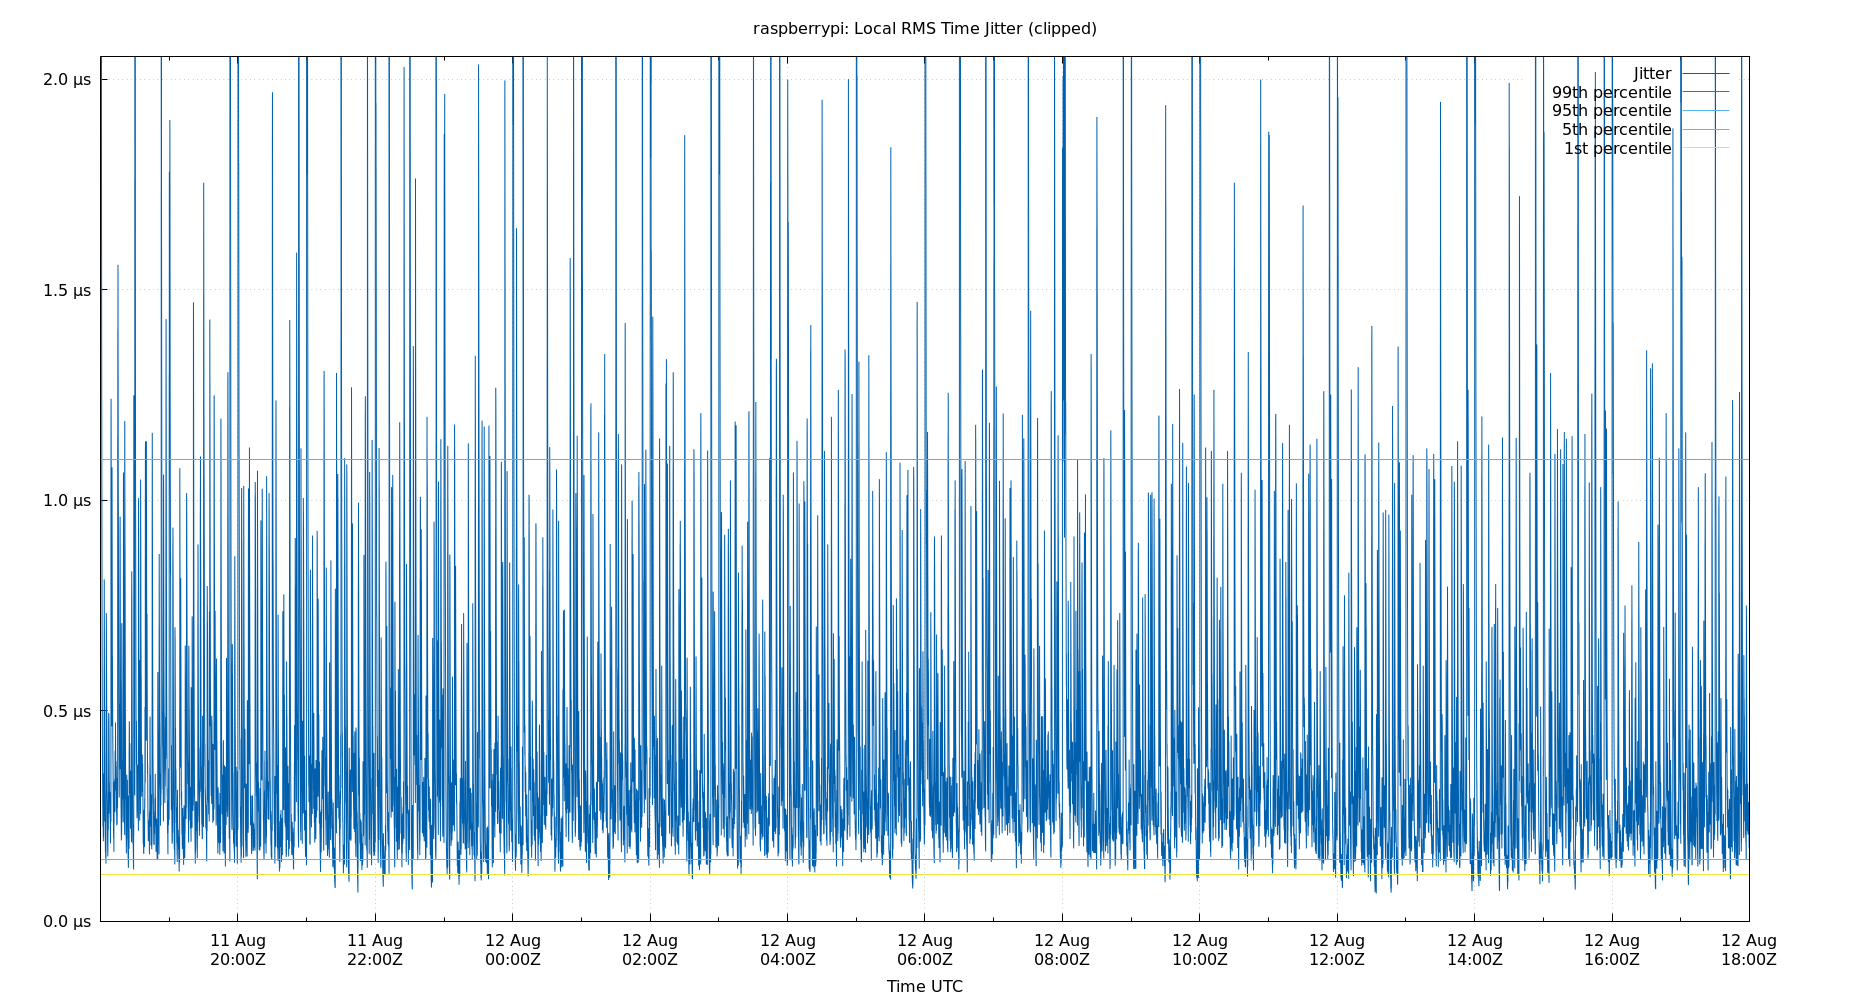 raspberrypi: Local RMS Time Jitter (clipped)
2.0 µs
1.5 µs
1.0 µs
0.5 µs
0.0 µs
Jitter
99th percentile
95th percentile
5th percentile
1st percentile
11 Aug 11 Aug 12 Aug 12 Aug 12 Aug 12 Aug 12 Aug 12 Aug 12 Aug 12 Aug 12 Aug 12 Aug
20:00Z 22:00Z 00:00Z 02:00Z 04:00Z 06:00Z 08:00Z 10:00Z 12:00Z 14:00Z 16:00Z 18:00Z
Time UTC